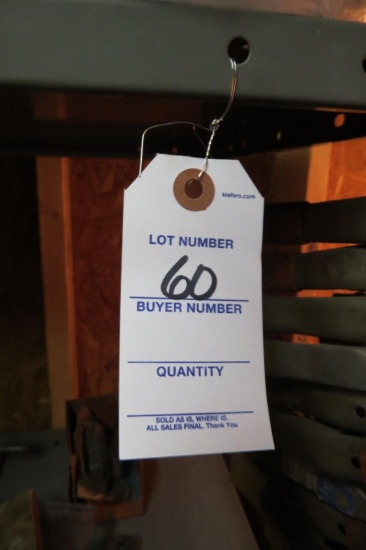 kiefers.com
LOT NUMBER
60
BUYER NUMBER
QUANTITY
SOLD AS IS, WHERE IS,
ALL SALES FINAL. Thank You